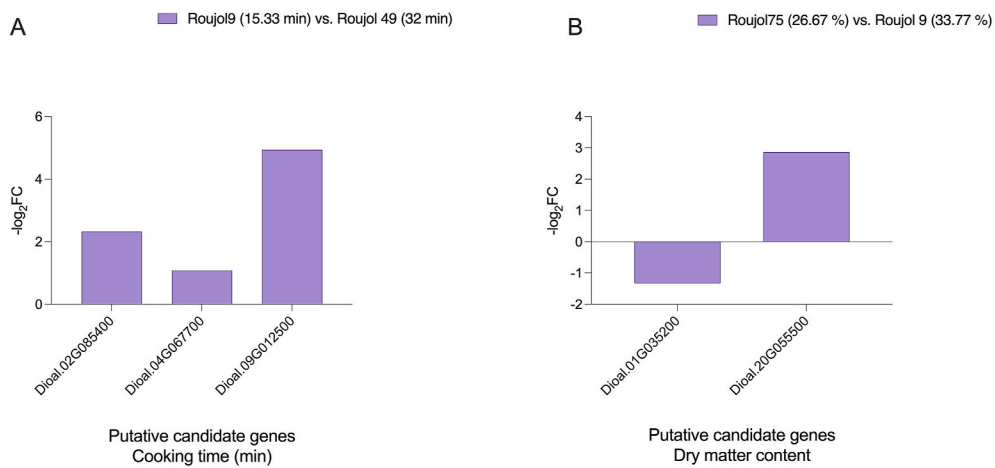 A
Roujol9 (15.33 min) vs. Roujol 49 (32 min)
6
4
2
0
-log2FC
Dioal.02G085400
Dioal.04G067700
Dioal.09G012500
Putative candidate genes
Cooking time (min)
B
Roujol75 (26.67 %) vs. Roujol 9 (33.77 %)
4
3
2
1
0
-1
-2
-log2FC
Dioal.01G035200
Dioal.20G055500
Putative candidate genes
Dry matter content